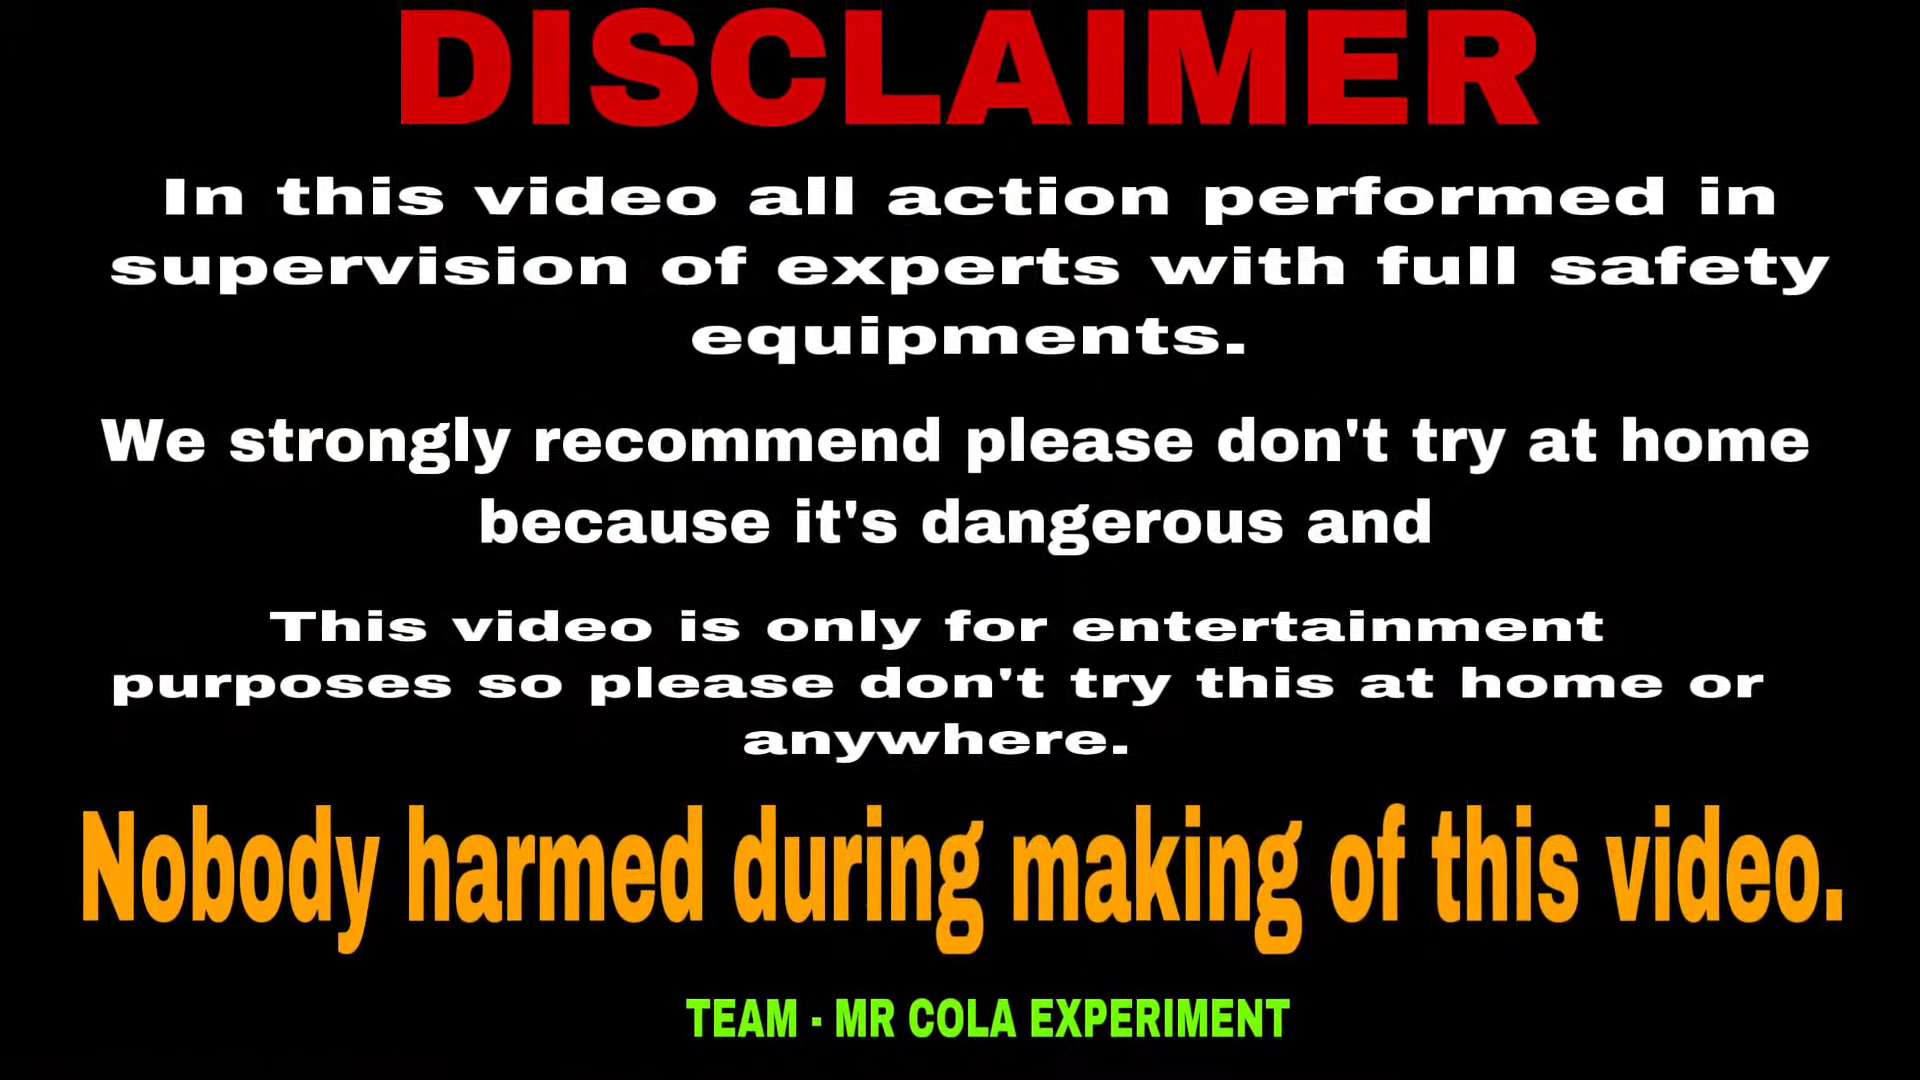 DISCLAIMER
In this video all action performed in
supervision of experts with full safety
equipments.
We strongly recommend please don't try at home
because it's dangerous and
This video is only for entertainment
purposes so please don't try this at home or
anywhere.
Nobody harmed during making of this video.
TEAM - MR COLA EXPERIMENT